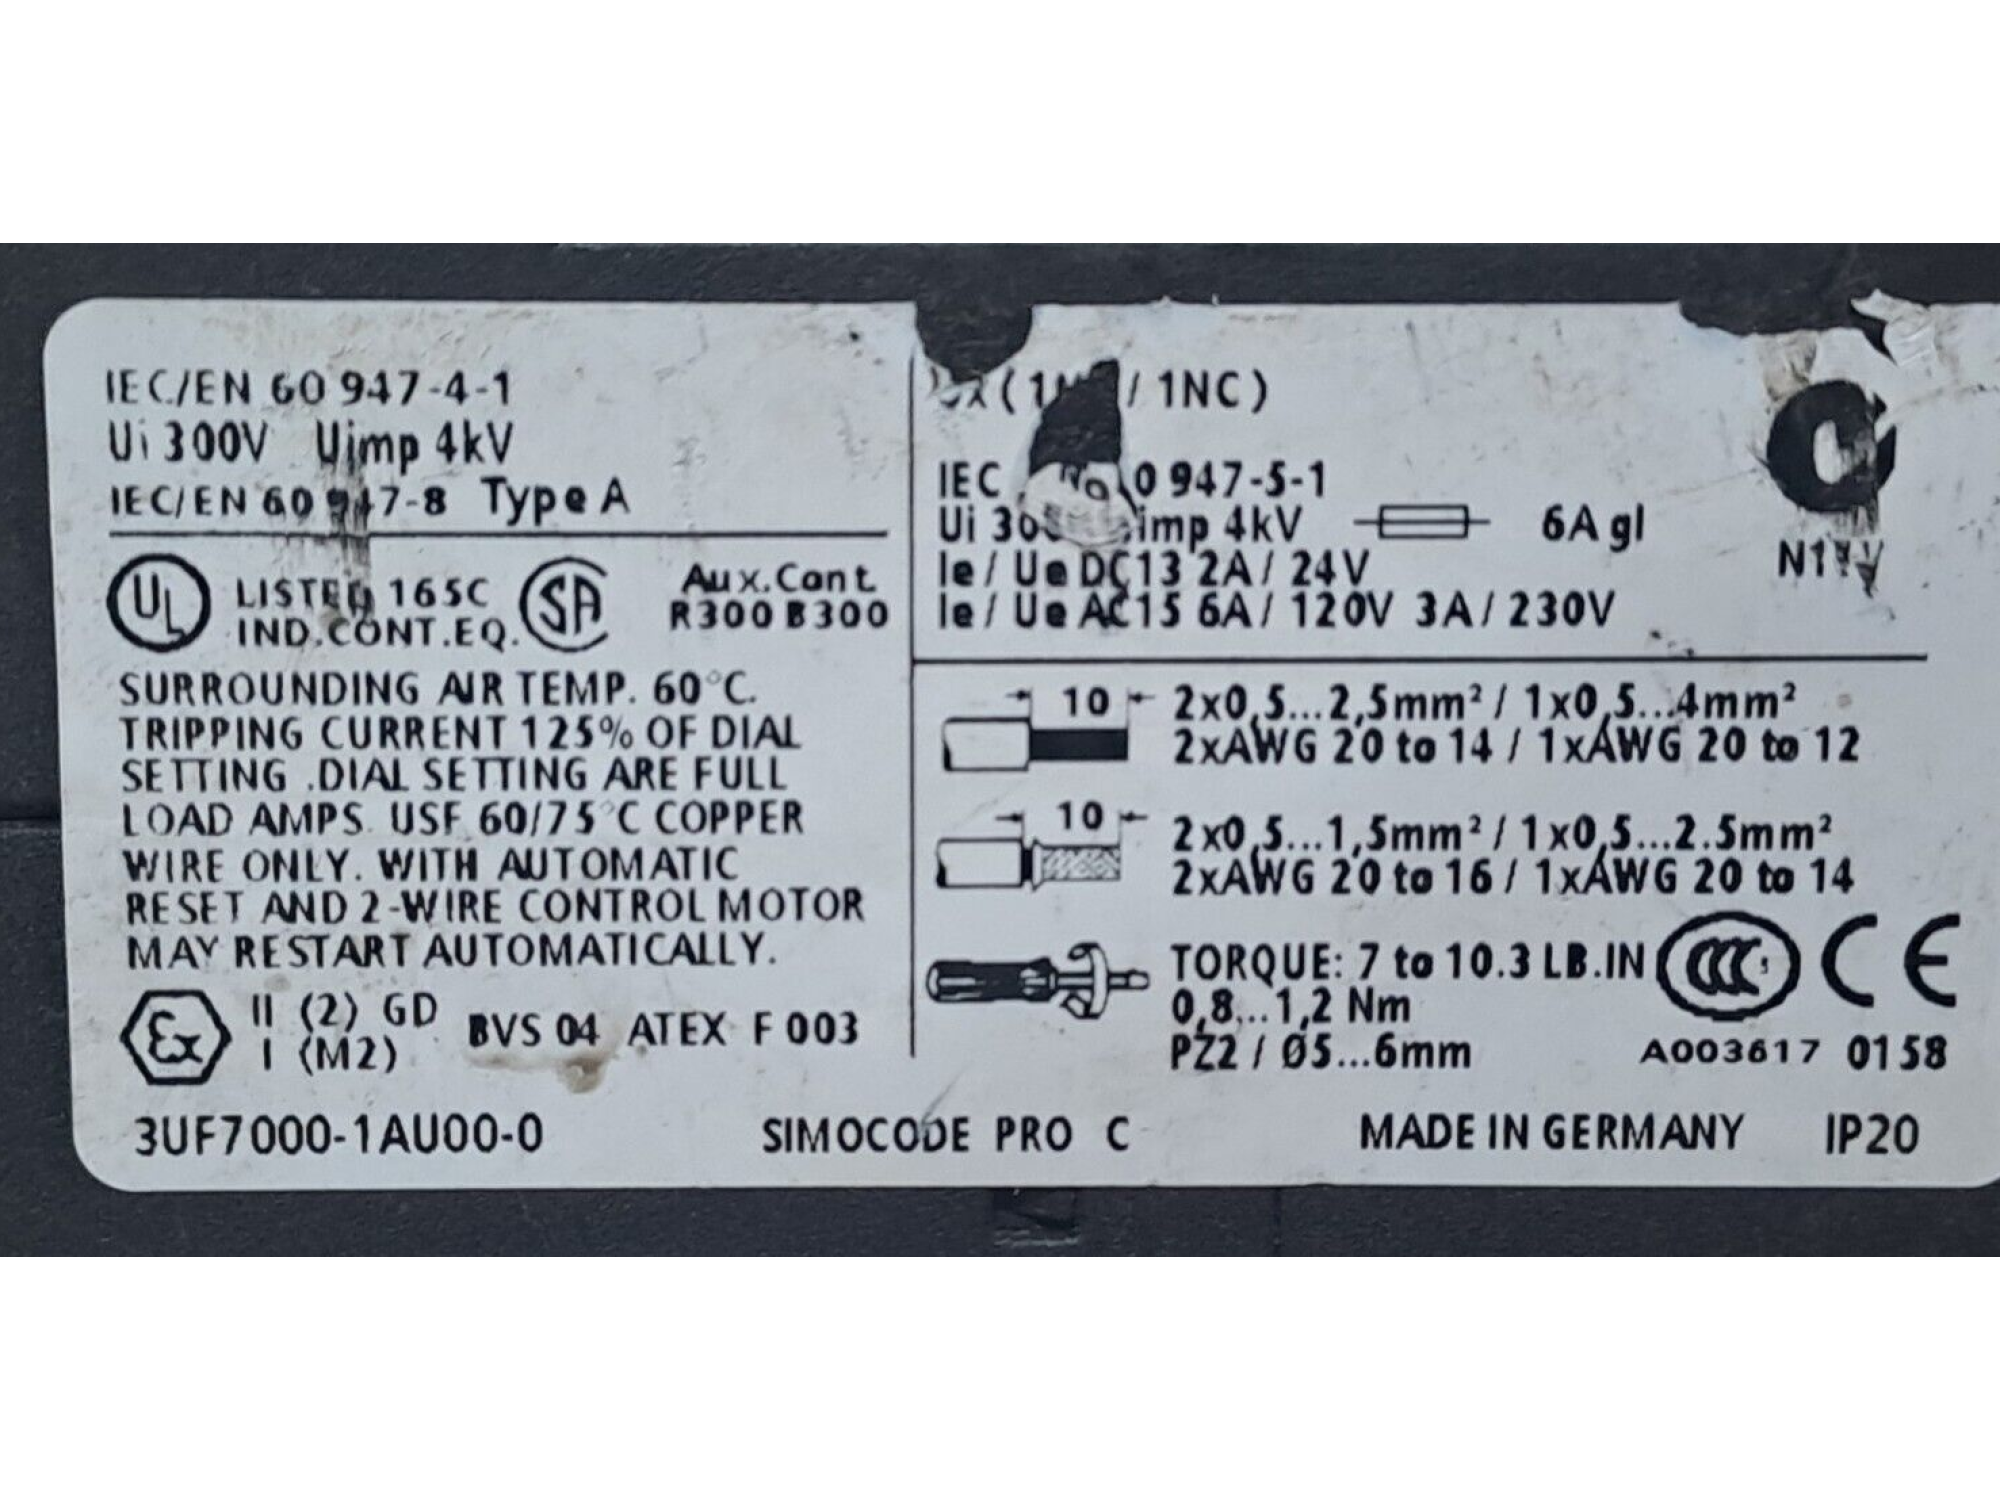 IEC/EN 60 947-4-1
Ui 300V Uimp 4kV
IEC/EN 60 947-8 Type A
UL LISTED 165C
IND.CONT.EQ.
SA
Aux.Cont.
R300 B300
SURROUNDING AIR TEMP. 60°C.
TRIPPING CURRENT 125% OF DIAL
SETTING .DIAL SETTING ARE FULL
LOAD AMPS. USE 60/75°C COPPER
WIRE ONLY. WITH AUTOMATIC
RESET AND 2-WIRE CONTROL MOTOR
MAY RESTART AUTOMATICALLY.
Ex II (2) GD
I (M2)
BVS 04 ATEX F 003
/ 1NC)
IEC 947-5-1
Ui 4kV 6A gl
Ie / Ue DC13 2A / 24V
Ie / Ue AC15 6A / 120V 3A / 230V
10 2x0,5...2,5mm² / 1x0,5...4mm²
2xAWG 20 to 14 / 1xAWG 20 to 12
10 2x0,5...1,5mm² / 1x0,5...2.5mm²
2xAWG 20 to 16 / 1xAWG 20 to 14
TORQUE: 7 to 10.3 LB.IN
0,8...1,2 Nm
PZ2 / Ø5...6mm
CCC S CE
A003617 0158
3UF7000-1AU00-0 SIMOCODE PRO C MADE IN GERMANY IP20